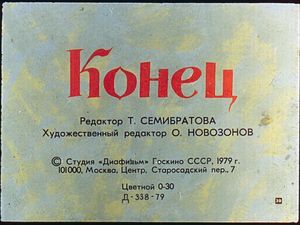 Конец
Редактор Т. СЕМИБРАТОВА
Художественный редактор О. НОВОЗОНОВ
© Студия «Диафильм» Госкино СССР, 1979 г.
101000, Москва, Центр, Старосадский пер., 7
Цветной 0-30
Д-338-79